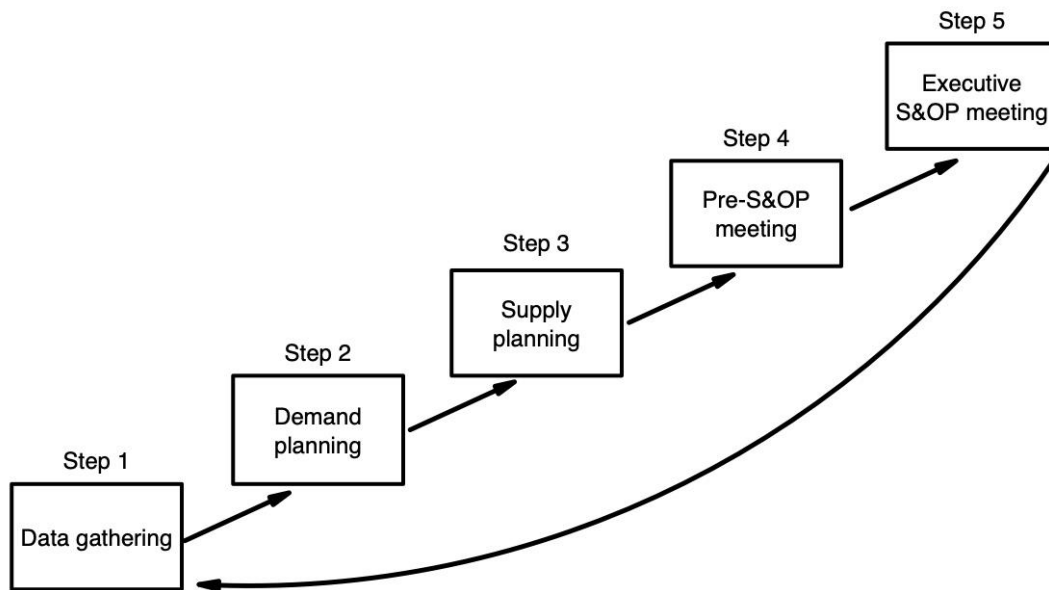 Step 1
Data gathering
Step 2
Demand
planning
Step 3
Supply
planning
Step 4
Pre-S&OP
meeting
Step 5
Executive
S&OP meeting